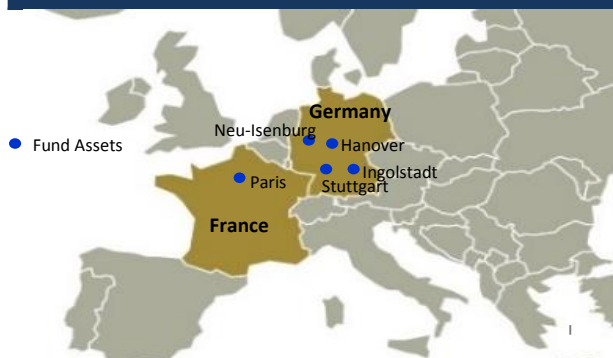 Germany
Neu-Isenburg
Hanover
Fund Assets
Ingolstadt
Paris
Stuttgart
France